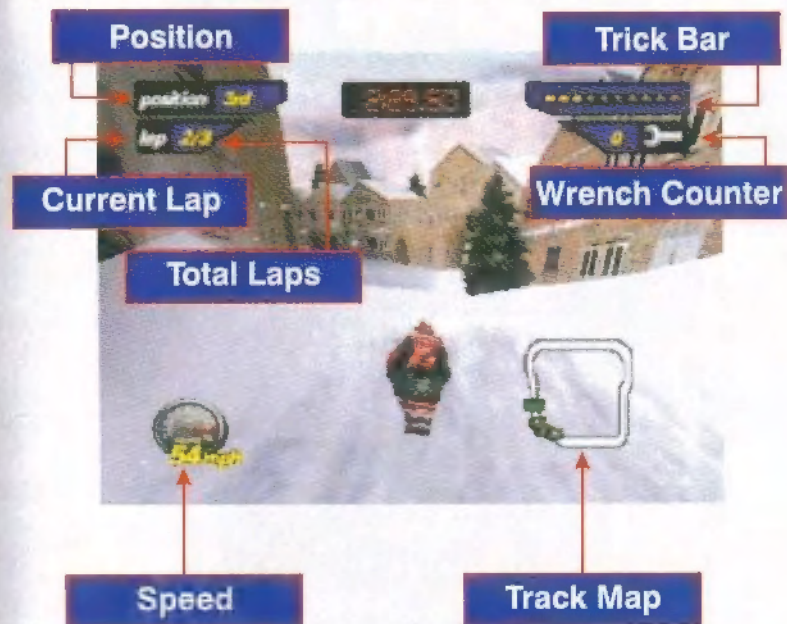 Position
Trick Bar
position 3rd
lap 2/3
0
Current Lap
Wrench Counter
Total Laps
54 mph
Speed
Track Map